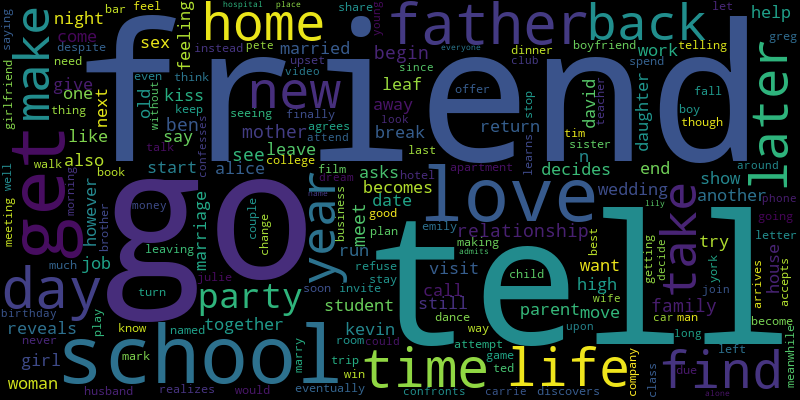 hospital place
saying night bar feel home father back share young let help
come despite sex feeling instead pete married begin boyfriend work telling greg
girlfriend make need friend upset video since dinner club spend
give even think new leaf offer fall
thing one next old without kiss keep away look david teacher boy though later
like ben seeing finally mother agrees break stop daughter
get also say confesses attend return tim
walk talk see leave college last learns sister
well book start alice film asks decides n end around
go dream hotel apartment love wedding show another phone
morning however money couple year business becomes lily going
meeting brother marriage change meet date good emily relationship take letter
leaving plan making admits best want getting decide try house
much job julie run visit tell child high york
day turn party refuse stay call wife family join arrives accepts
birthday play soon invite student still dance parent move car man become
reveals know named together kevin way upon long
never school mark room could attempt due left meanwhile
girl marry trip time game life company find
woman win ted class
husband realizes would eventually confronts carrie discovers alone
everyone name